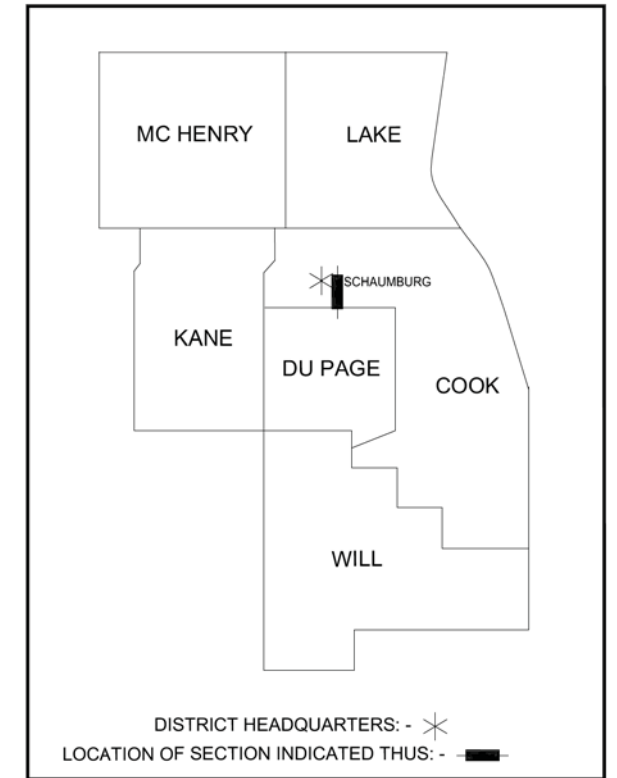 MC HENRY
LAKE
SCHAUMBURG
KANE
DU PAGE
COOK
WILL
DISTRICT HEADQUARTERS: -
LOCATION OF SECTION INDICATED THUS: -